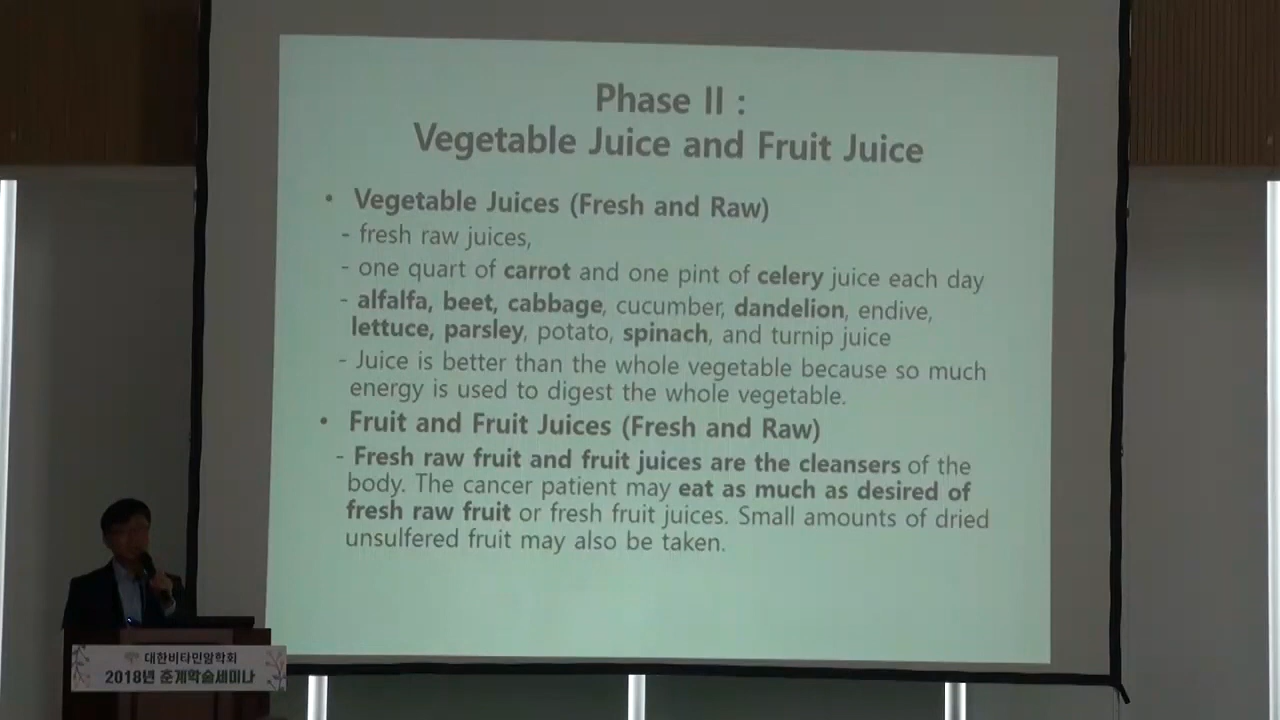 Phase II :
Vegetable Juice and Fruit Juice
• Vegetable Juices (Fresh and Raw)
- fresh raw juices,
- one quart of carrot and one pint of celery juice each day
- alfalfa, beet, cabbage, cucumber, dandelion, endive,
lettuce, parsley, potato, spinach, and turnip juice
- Juice is better than the whole vegetable because so much
energy is used to digest the whole vegetable.
• Fruit and Fruit Juices (Fresh and Raw)
- Fresh raw fruit and fruit juices are the cleansers of the
body. The cancer patient may eat as much as desired of
fresh raw fruit or fresh fruit juices. Small amounts of dried
unsulfered fruit may also be taken.
대한비타민암학회
2018년 춘계학술세미나